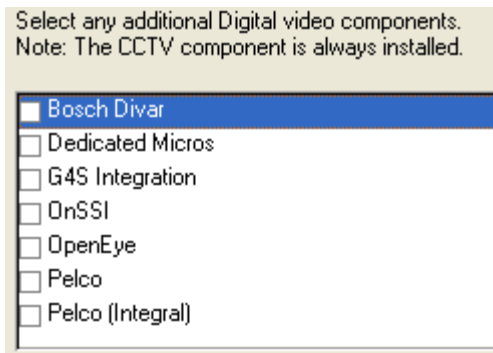 Select any additional Digital video components.
Note: The CCTV component is always installed.
Bosch Divar
Dedicated Micros
G4S Integration
OnSSI
OpenEye
Pelco
Pelco (Integral)